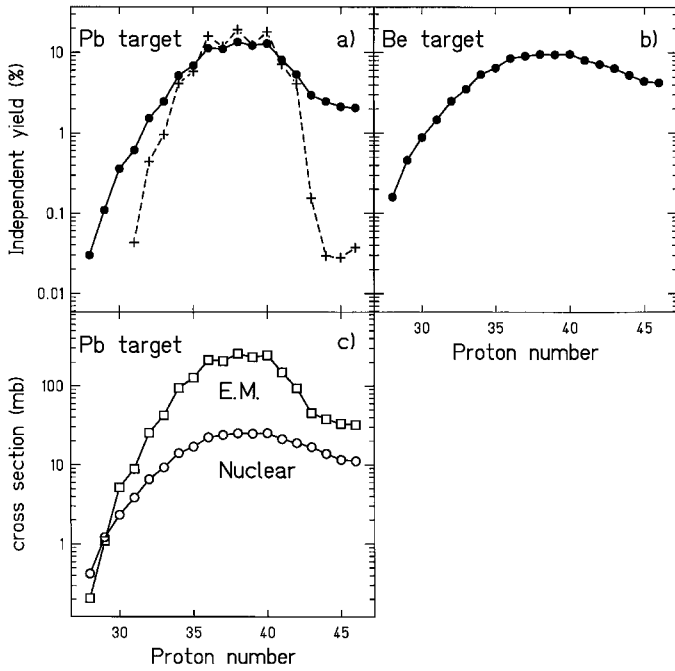 Pb target
a)
Be target
b)
10
1
0.1
0.01
Independent yield (%)
30
35
40
45
Proton number
Pb target
c)
E.M.
Nuclear
100
10
1
cross section (mb)
30
35
40
45
Proton number